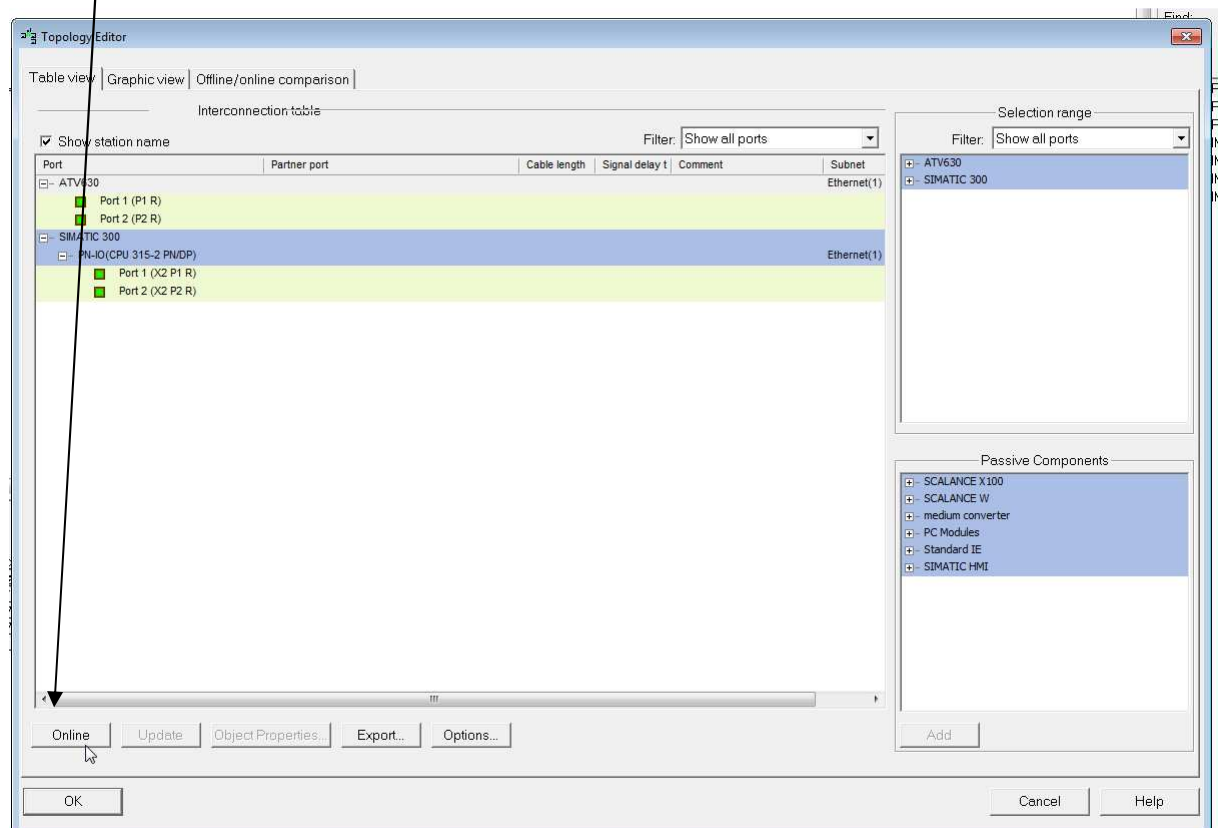 Find:
Topology Editor
Table view Graphic view Offline/online comparison
Interconnection table
Show station name
Filter: Show all ports
Port Partner port Cable length Signal delay t Comment Subnet
ATV630 Ethernet(1)
Port 1 (P1 R)
Port 2 (P2 R)
SIMATIC 300
PN-IO(CPU 315-2 PN/DP) Ethernet(1)
Port 1 (X2 P1 R)
Port 2 (X2 P2 R)
Selection range
Filter: Show all ports
ATV630
SIMATIC 300
Passive Components
SCALANCE X100
SCALANCE W
medium converter
PC Modules
Standard IE
SIMATIC HMI
Online Update Object Properties... Export... Options... Add
OK Cancel Help